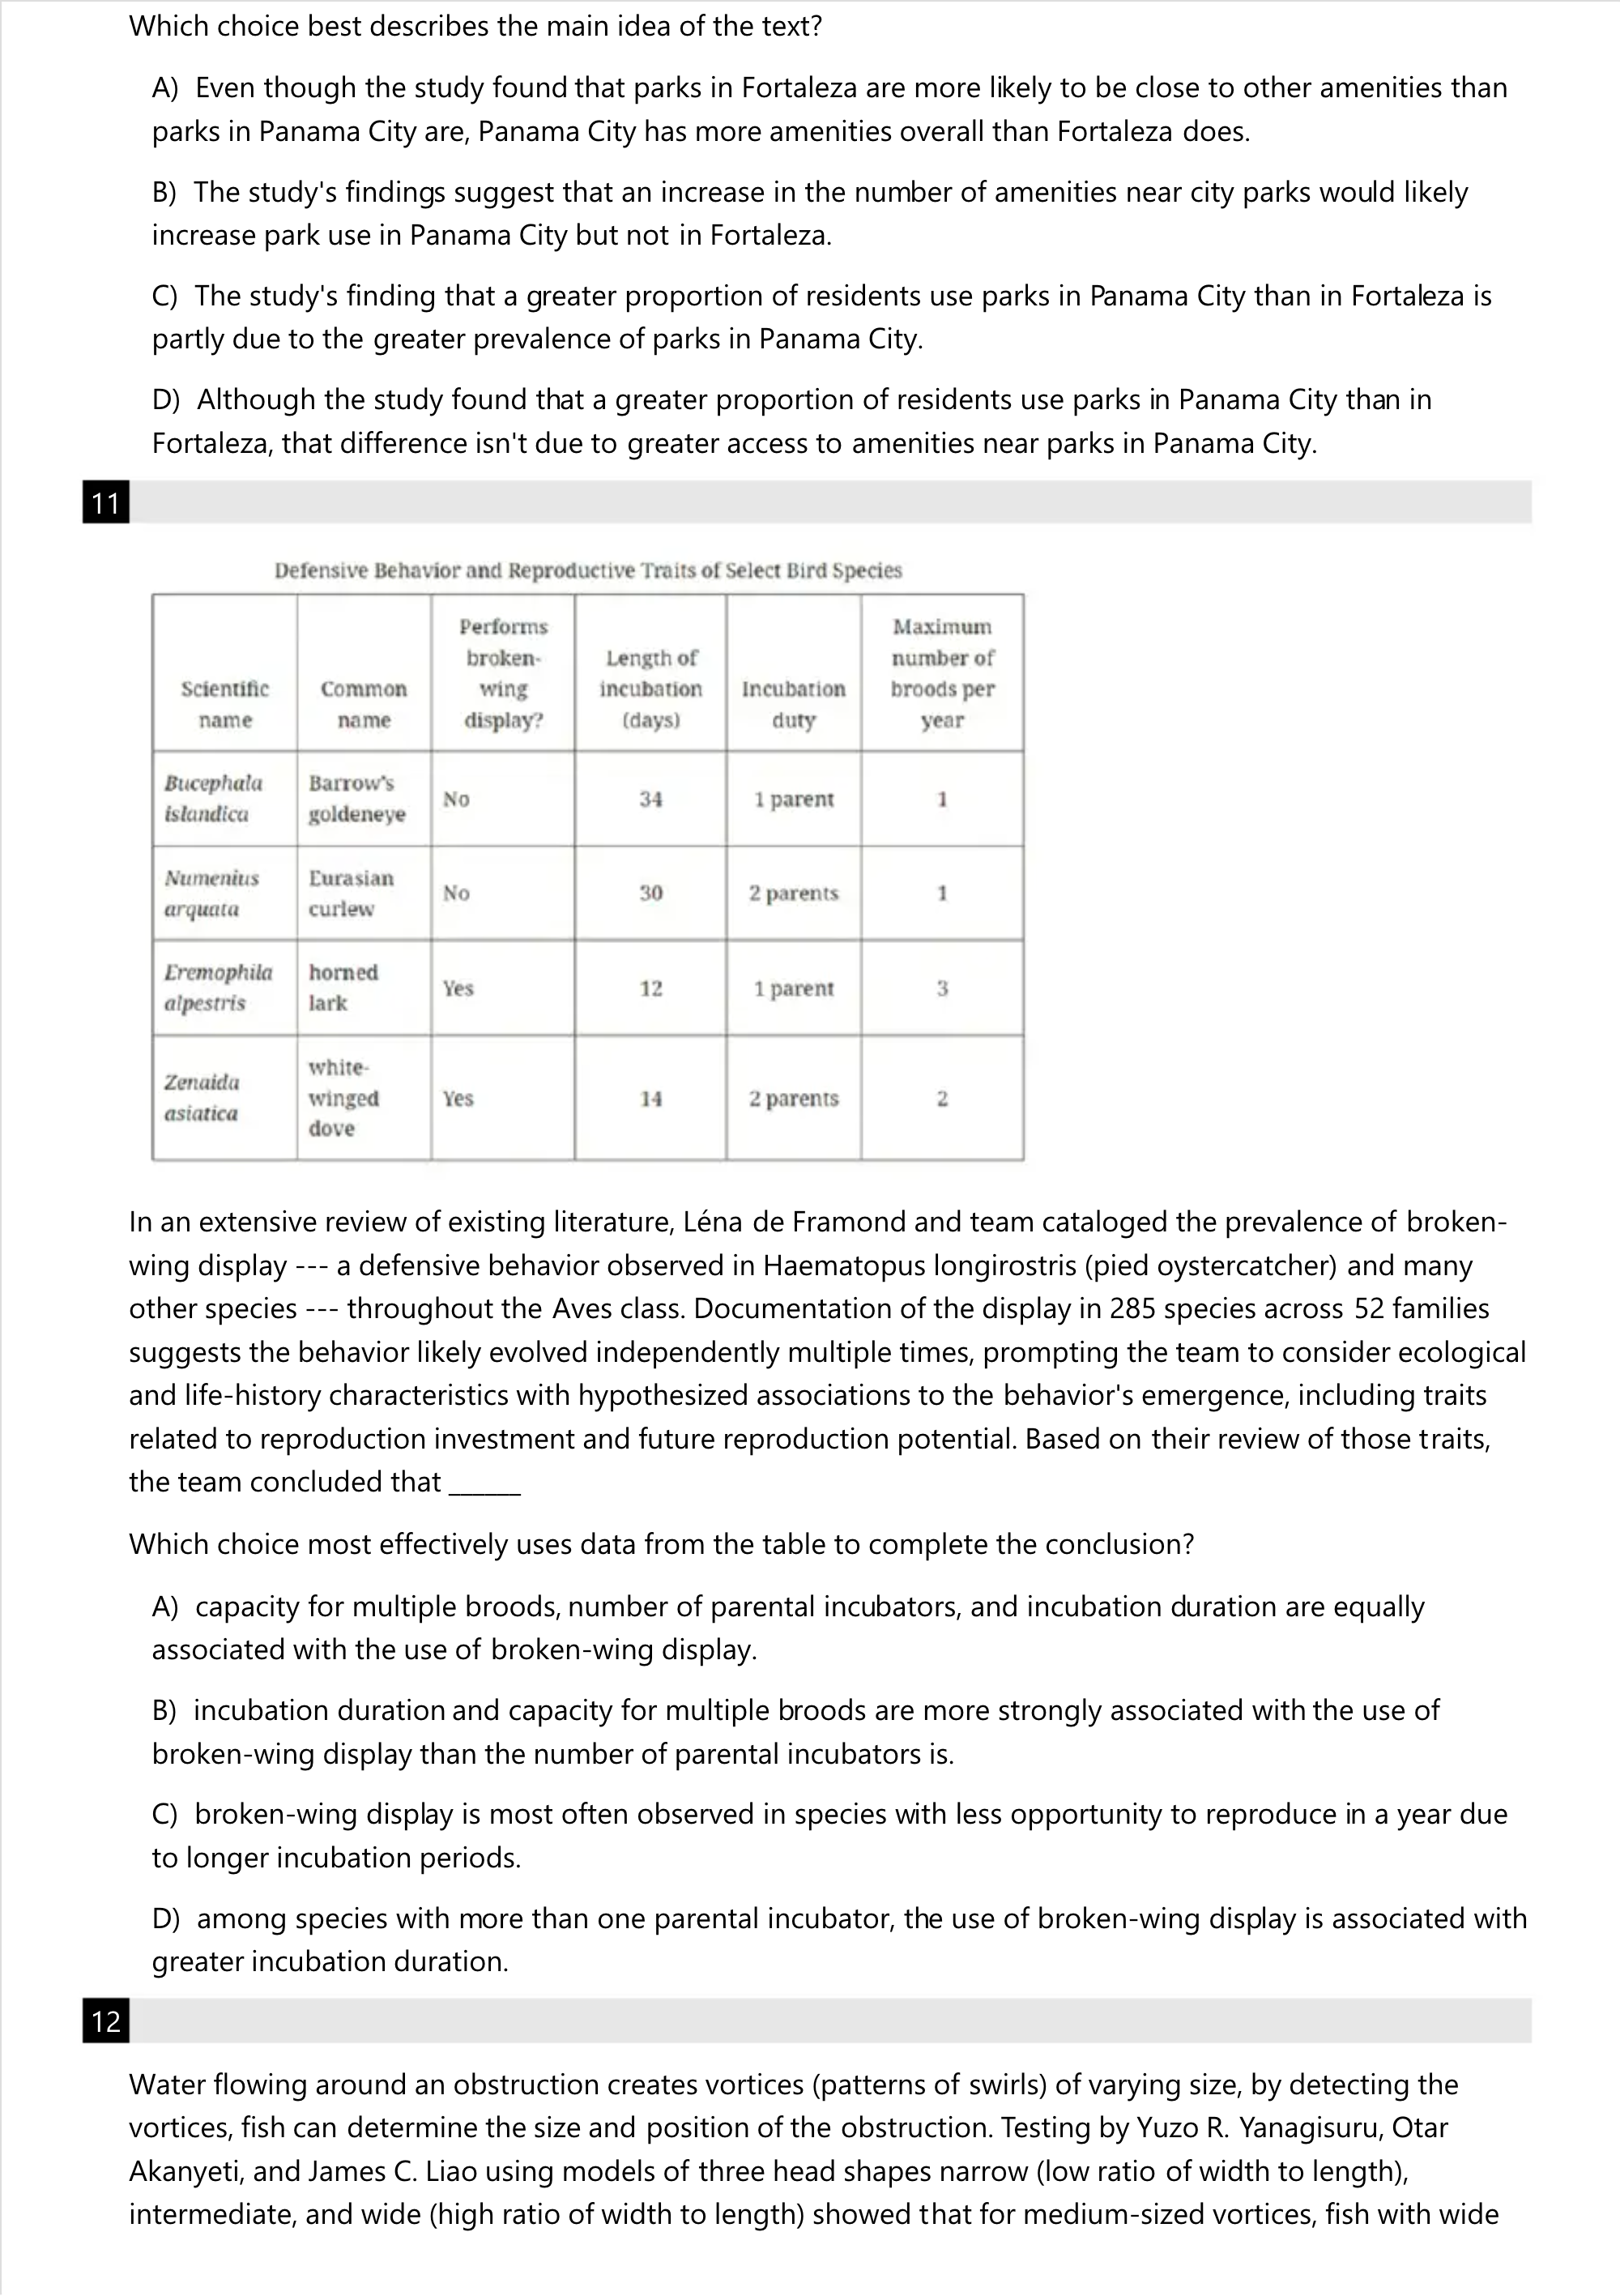 Which choice best describes the main idea of the text?
A) Even though the study found that parks in Fortaleza are more likely to be close to other amenities than
parks in Panama City are, Panama City has more amenities overall than Fortaleza does.
B) The study's findings suggest that an increase in the number of amenities near city parks would likely
increase park use in Panama City but not in Fortaleza.
C) The study's finding that a greater proportion of residents use parks in Panama City than in Fortaleza is
partly due to the greater prevalence of parks in Panama City.
D) Although the study found that a greater proportion of residents use parks in Panama City than in
Fortaleza, that difference isn't due to greater access to amenities near parks in Panama City.
11
Defensive Behavior and Reproductive Traits of Select Bird Species
Scientific name | Common name | Performs broken-wing display? | Length of incubation (days) | Incubation duty | Maximum number of broods per year
Bucephala islandica | Barrow's goldeneye | No | 34 | 1 parent | 1
Numenius arquata | Eurasian curlew | No | 30 | 2 parents | 1
Eremophila alpestris | horned lark | Yes | 12 | 1 parent | 3
Zenaida asiatica | white-winged dove | Yes | 14 | 2 parents | 2
In an extensive review of existing literature, Léna de Framond and team cataloged the prevalence of broken-
wing display --- a defensive behavior observed in Haematopus longirostris (pied oystercatcher) and many
other species --- throughout the Aves class. Documentation of the display in 285 species across 52 families
suggests the behavior likely evolved independently multiple times, prompting the team to consider ecological
and life-history characteristics with hypothesized associations to the behavior's emergence, including traits
related to reproduction investment and future reproduction potential. Based on their review of those traits,
the team concluded that ______
Which choice most effectively uses data from the table to complete the conclusion?
A) capacity for multiple broods, number of parental incubators, and incubation duration are equally
associated with the use of broken-wing display.
B) incubation duration and capacity for multiple broods are more strongly associated with the use of
broken-wing display than the number of parental incubators is.
C) broken-wing display is most often observed in species with less opportunity to reproduce in a year due
to longer incubation periods.
D) among species with more than one parental incubator, the use of broken-wing display is associated with
greater incubation duration.
12
Water flowing around an obstruction creates vortices (patterns of swirls) of varying size, by detecting the
vortices, fish can determine the size and position of the obstruction. Testing by Yuzo R. Yanagisuru, Otar
Akanyeti, and James C. Liao using models of three head shapes narrow (low ratio of width to length),
intermediate, and wide (high ratio of width to length) showed that for medium-sized vortices, fish with wide